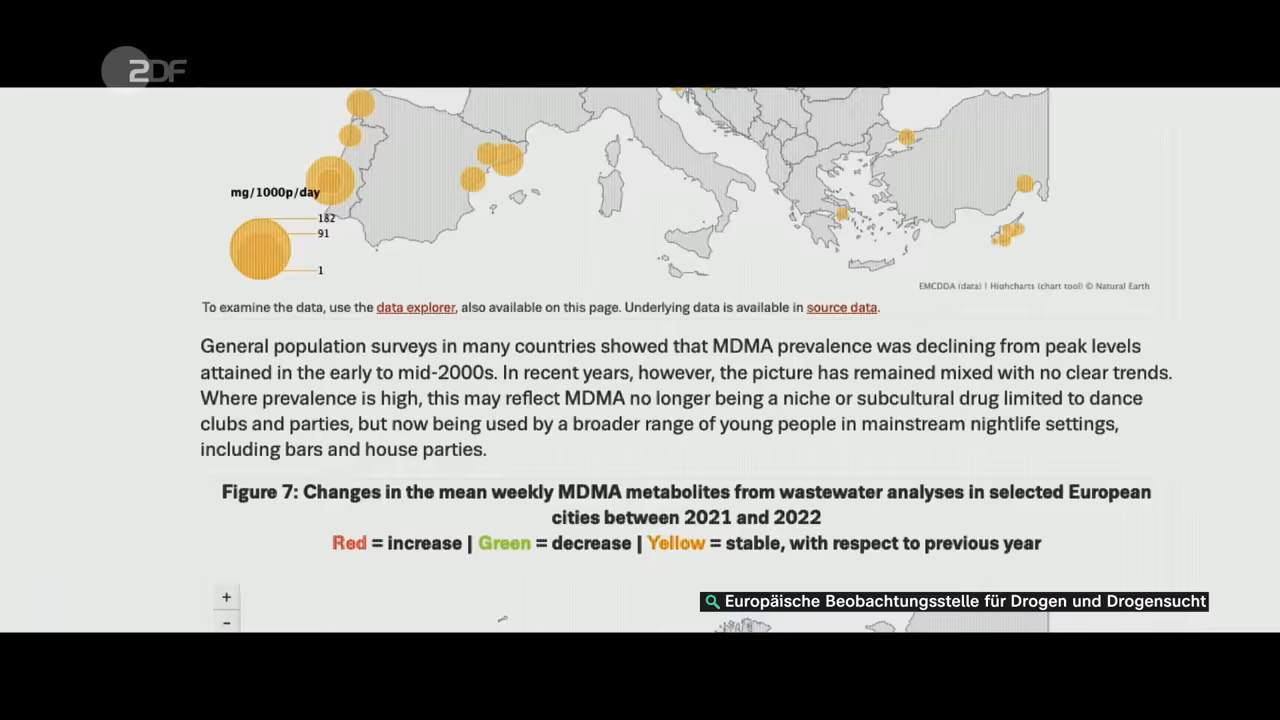 ZDF
mg/1000p/day
182
91
1
EMCDDA (data) | Highcharts (chart tool) © Natural Earth
To examine the data, use the data explorer, also available on this page. Underlying data is available in source data.
General population surveys in many countries showed that MDMA prevalence was declining from peak levels
attained in the early to mid-2000s. In recent years, however, the picture has remained mixed with no clear trends.
Where prevalence is high, this may reflect MDMA no longer being a niche or subcultural drug limited to dance
clubs and parties, but now being used by a broader range of young people in mainstream nightlife settings,
including bars and house parties.
Figure 7: Changes in the mean weekly MDMA metabolites from wastewater analyses in selected European
cities between 2021 and 2022
Red = increase | Green = decrease | Yellow = stable, with respect to previous year
+
Europäische Beobachtungsstelle für Drogen und Drogensucht
-